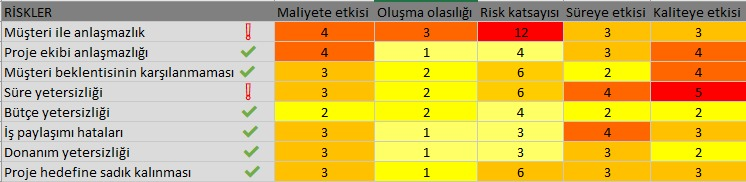 RİSKLER Maliyete etkisi Oluşma olasılığı Risk katsayısı Süreye etkisi Kaliteye etkisi
Müşteri ile anlaşmazlık 4 3 12 3 3
Proje ekibi anlaşmazlığı 4 1 4 3 4
Müşteri beklentisinin karşılanmaması 3 2 6 2 4
Süre yetersizliği 3 2 6 4 5
Bütçe yetersizliği 2 2 4 2 2
İş paylaşımı hataları 3 1 3 4 3
Donanım yetersizliği 3 1 3 3 2
Proje hedefine sadık kalınması 3 1 6 3 3